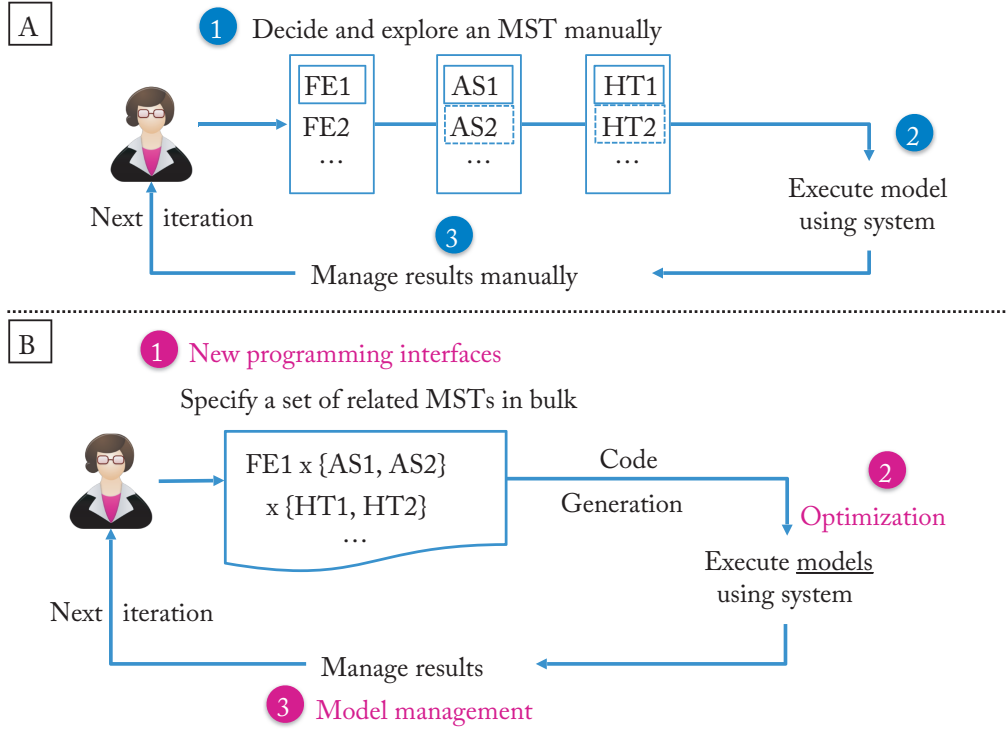 A
1 Decide and explore an MST manually
FE1 AS1 HT1
FE2 AS2 HT2
... ... ...
2
Execute model
using system
Next iteration
3
Manage results manually
B
1 New programming interfaces
Specify a set of related MSTs in bulk
FE1 x {AS1, AS2}
x {HT1, HT2}
...
Code
Generation
2
Optimization
Execute models
using system
Next iteration
Manage results
3 Model management